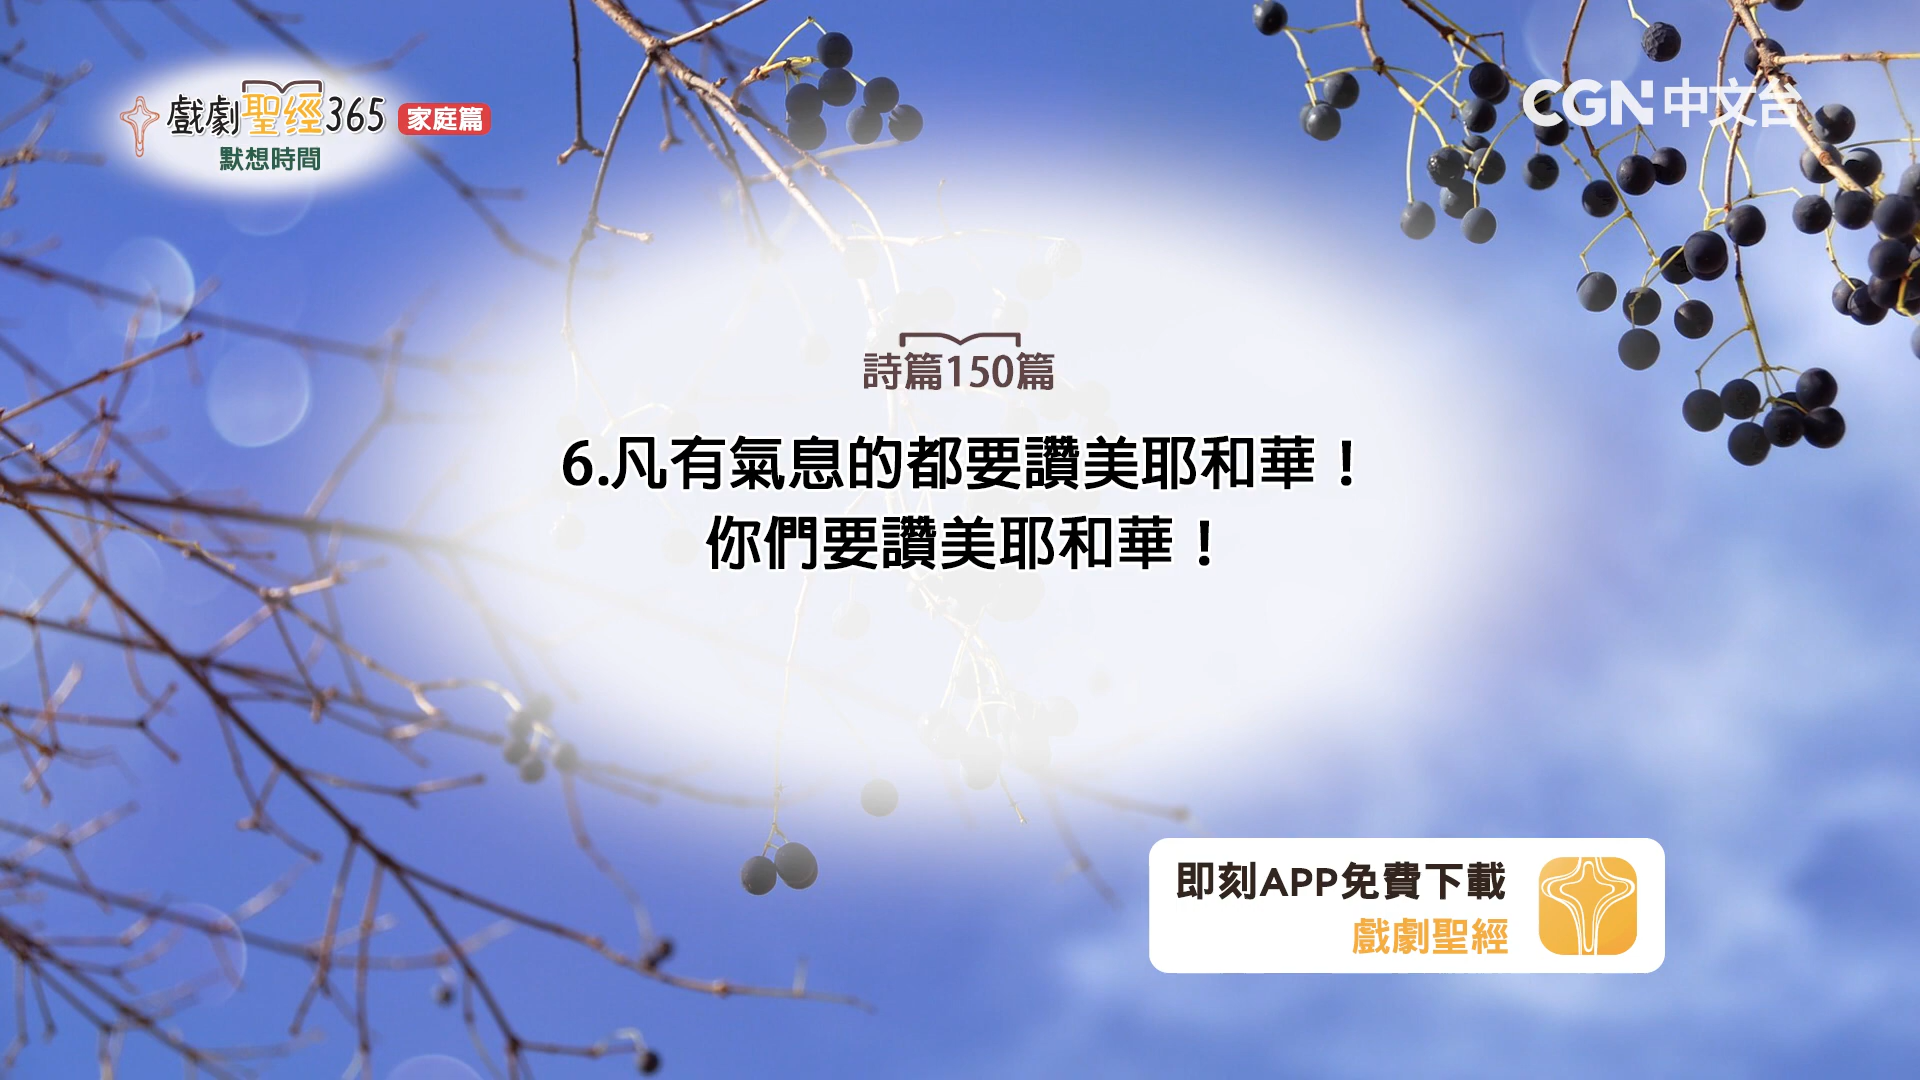 戲劇聖經365 家庭篇
默想時間
CGN中文台
詩篇150篇
6.凡有氣息的都要讚美耶和華！
你們要讚美耶和華！
即刻APP免費下載
戲劇聖經